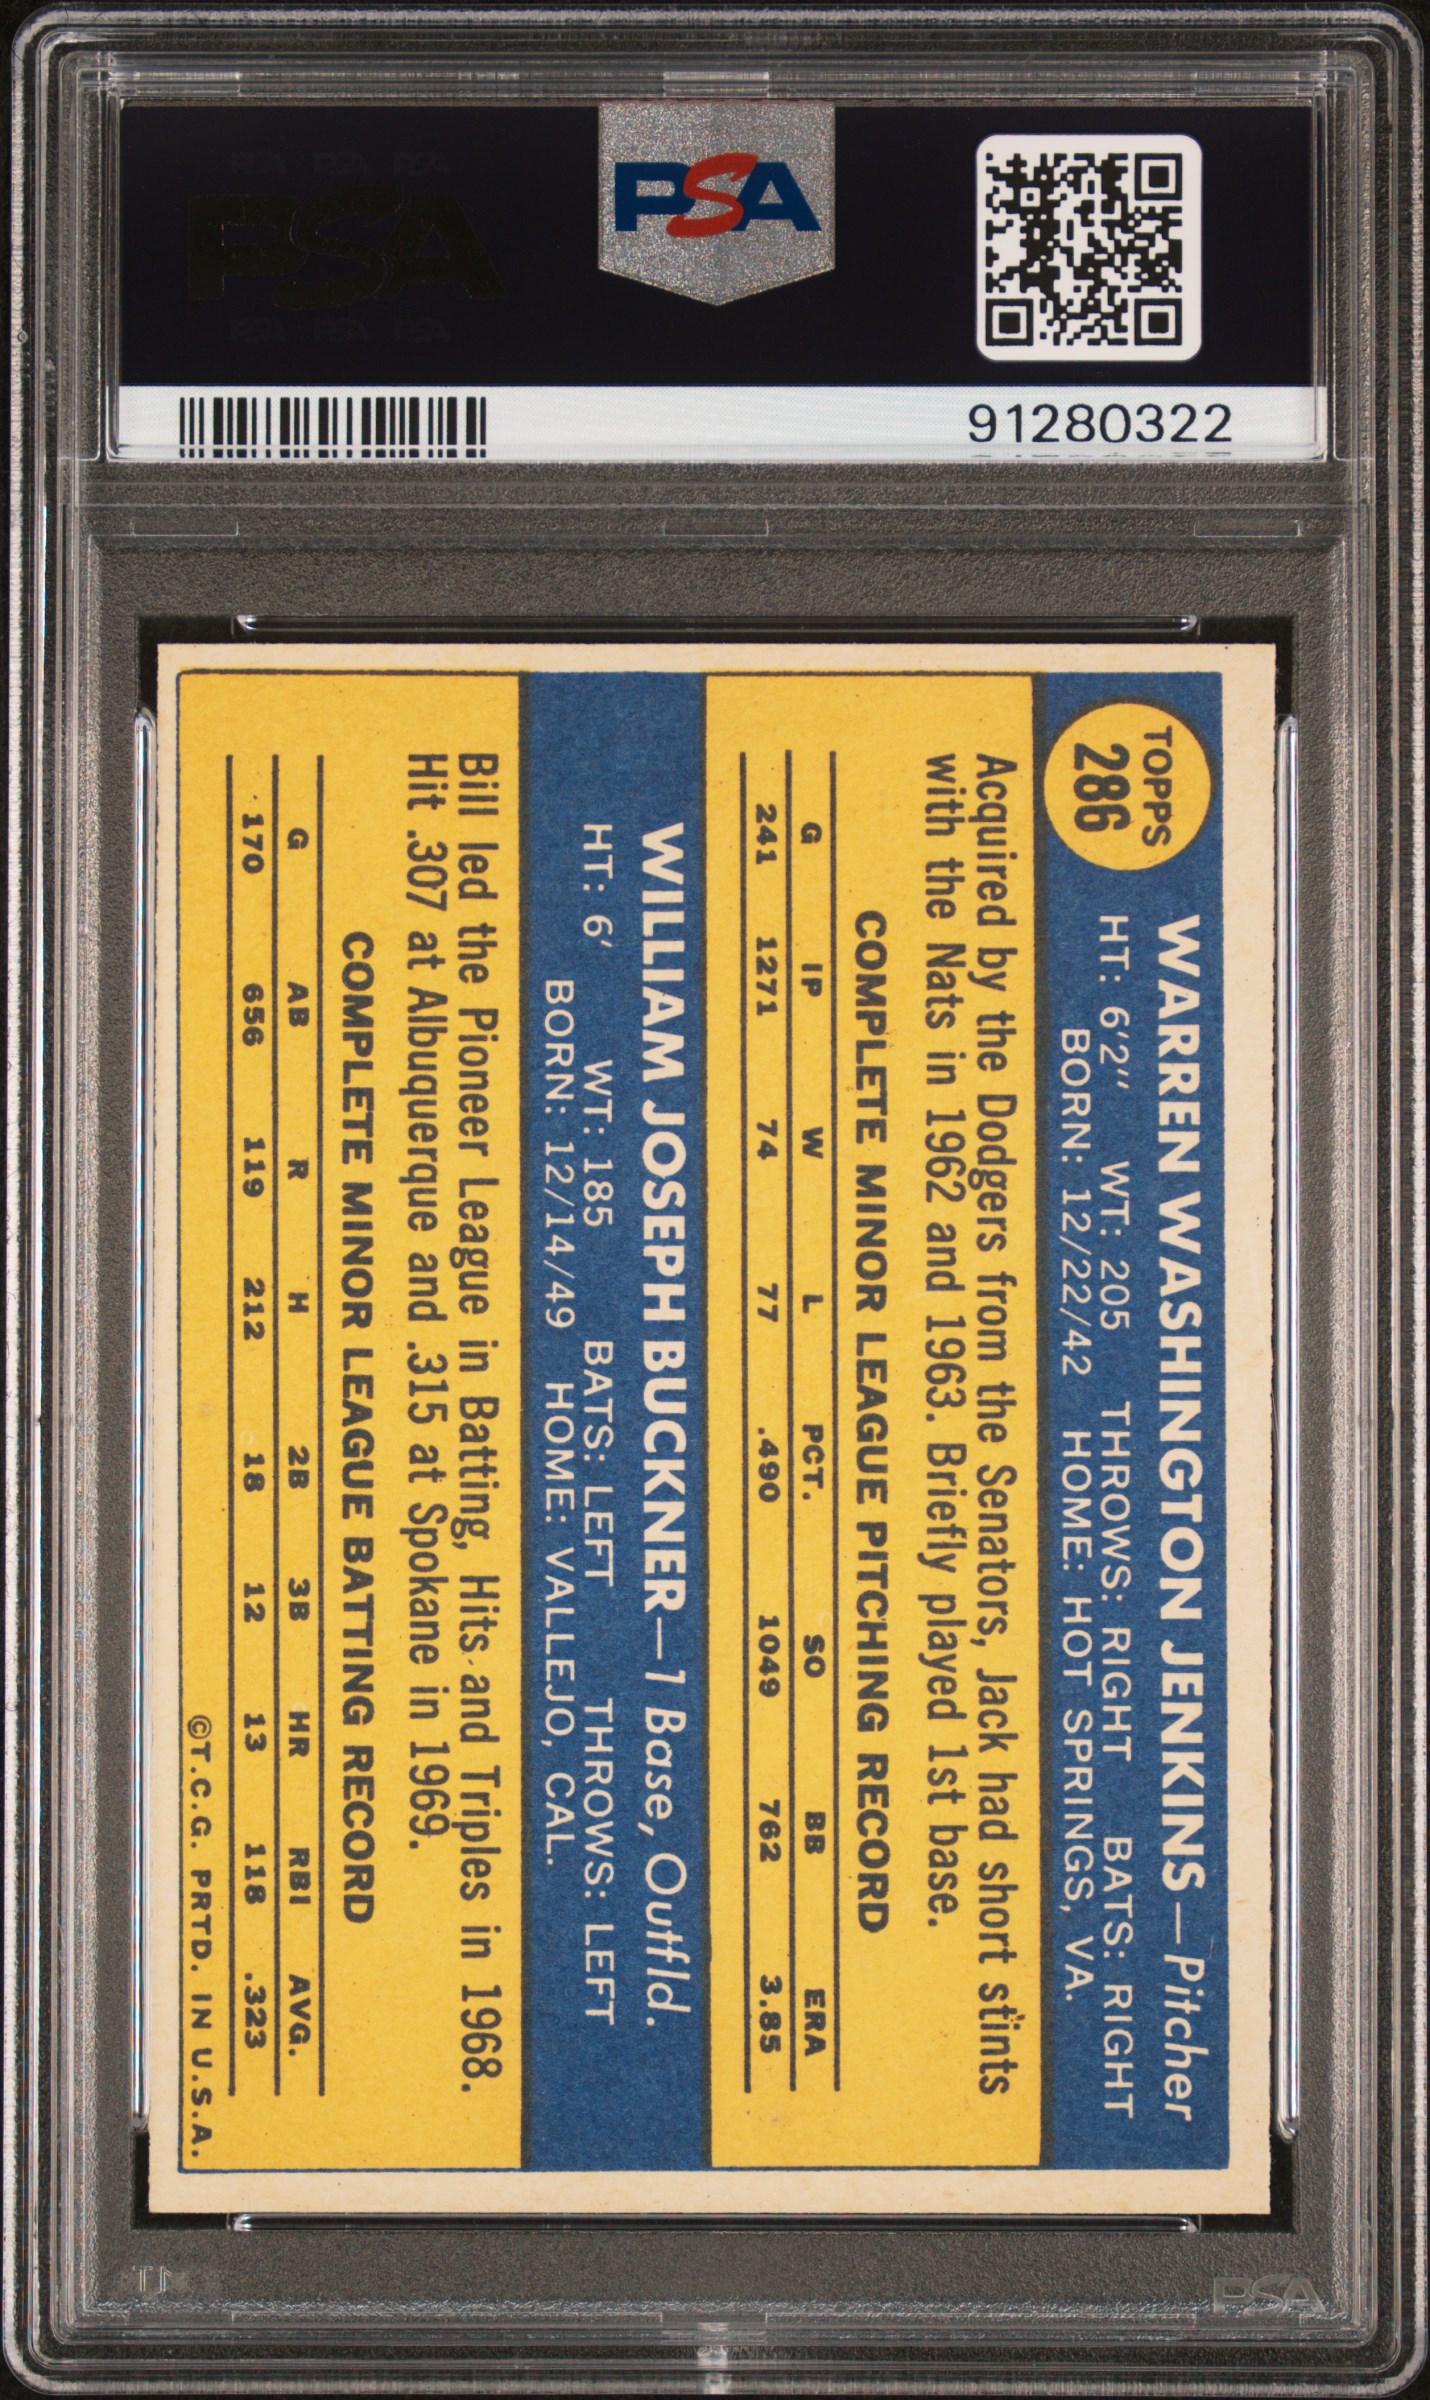 PSA
91280322
TOPPS
286
WARREN WASHINGTON JENKINS—Pitcher
HT: 6'2" WT: 205 THROWS: RIGHT BATS: RIGHT
BORN: 12/22/42 HOME: HOT SPRINGS, VA.
Acquired by the Dodgers from the Senators, Jack had short stints
with the Nats in 1962 and 1963. Briefly played 1st base.
COMPLETE MINOR LEAGUE PITCHING RECORD
G IP W L PCT. SO BB ERA
241 1271 74 77 .490 1049 762 3.85
WILLIAM JOSEPH BUCKNER—1 Base, Outfld.
HT: 6' WT: 185 BATS: LEFT THROWS: LEFT
BORN: 12/14/49 HOME: VALLEJO, CAL.
Bill led the Pioneer League in Batting, Hits and Triples in 1968.
Hit .307 at Albuquerque and .315 at Spokane in 1969.
COMPLETE MINOR LEAGUE BATTING RECORD
G AB R H 2B 3B HR RBI AVG.
170 656 119 212 18 12 13 118 .323
©T.C.G. PRTD. IN U.S.A.
PSA